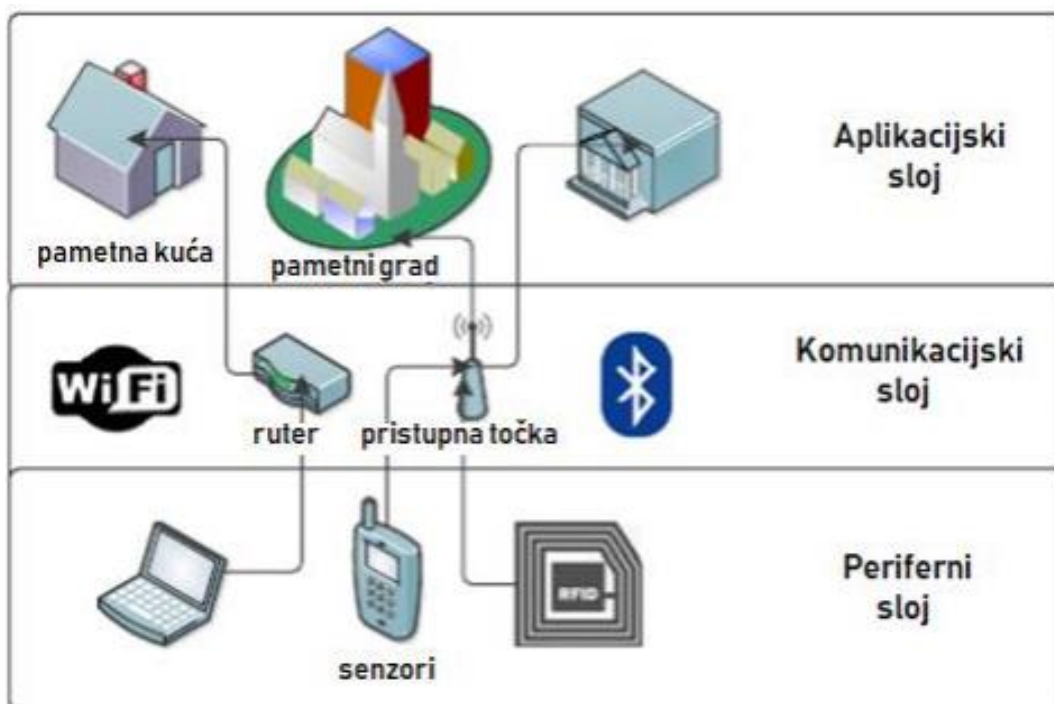 Aplikacijski
sloj
pametna kuća
pametni grad
Komunikacijski
sloj
WiFi
ruter
pristupna točka
Periferni
sloj
RFID
senzori